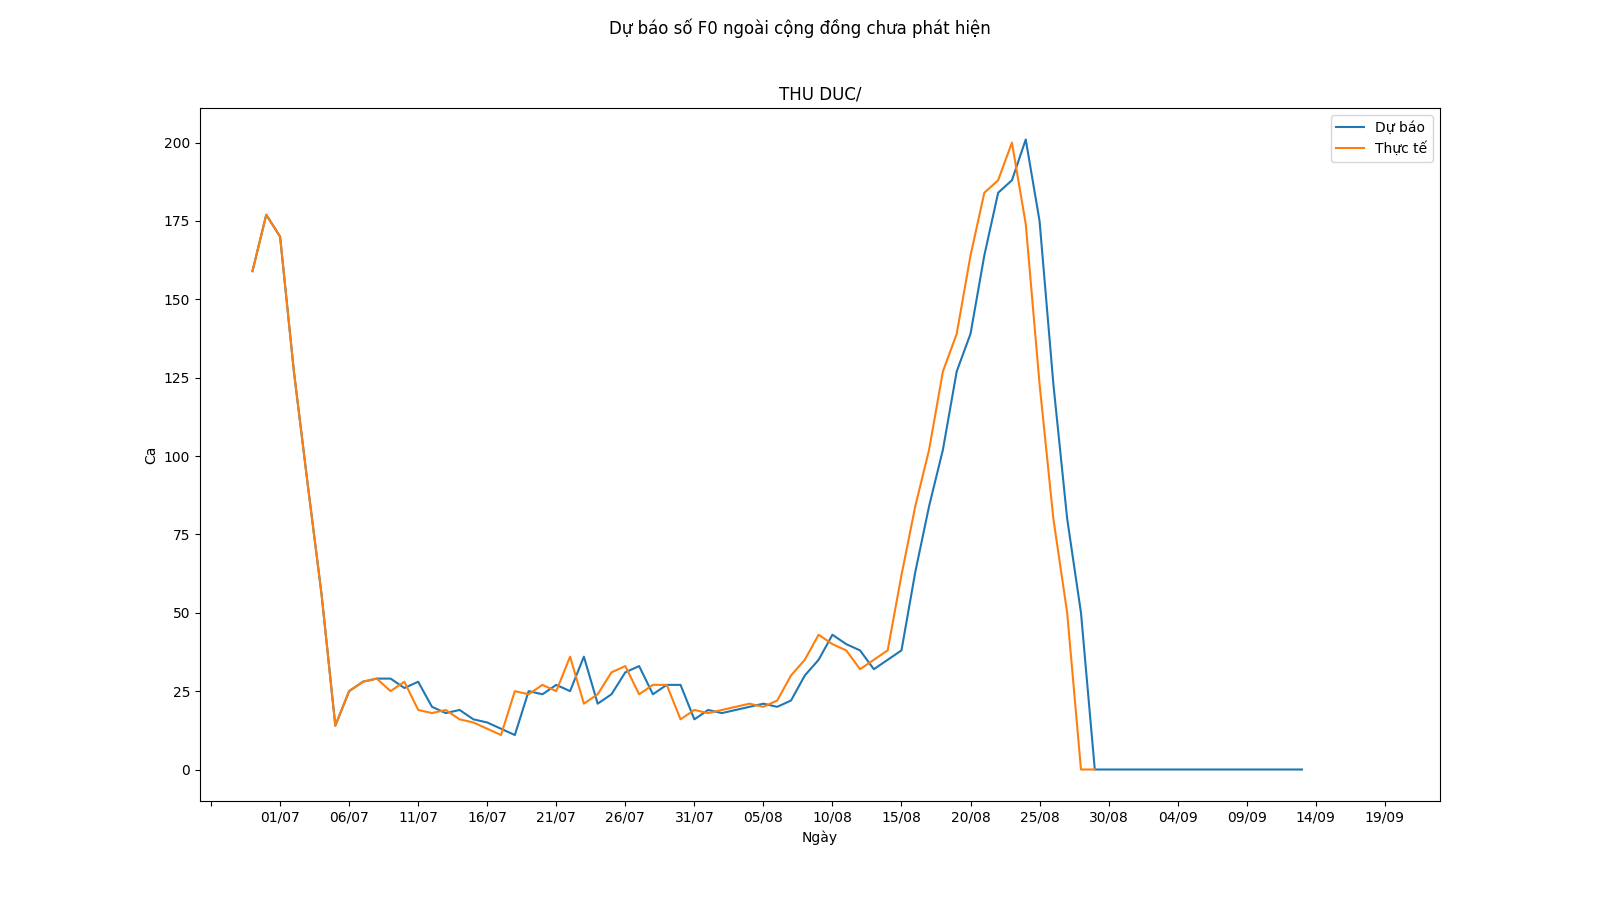 Dự báo số F0 ngoài cộng đồng chưa phát hiện
THU DUC/
Dự báo
Thực tế
200
175
150
125
100
75
50
25
0
Ca
01/07 06/07 11/07 16/07 21/07 26/07 31/07 05/08 10/08 15/08 20/08 25/08 30/08 04/09 09/09 14/09 19/09
Ngày